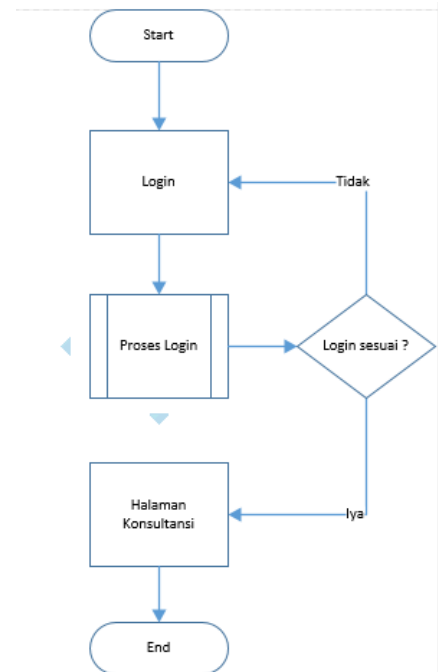 Start
Login
Tidak
Proses Login
Login sesuai ?
Halaman
Konsultansi
Iya
End